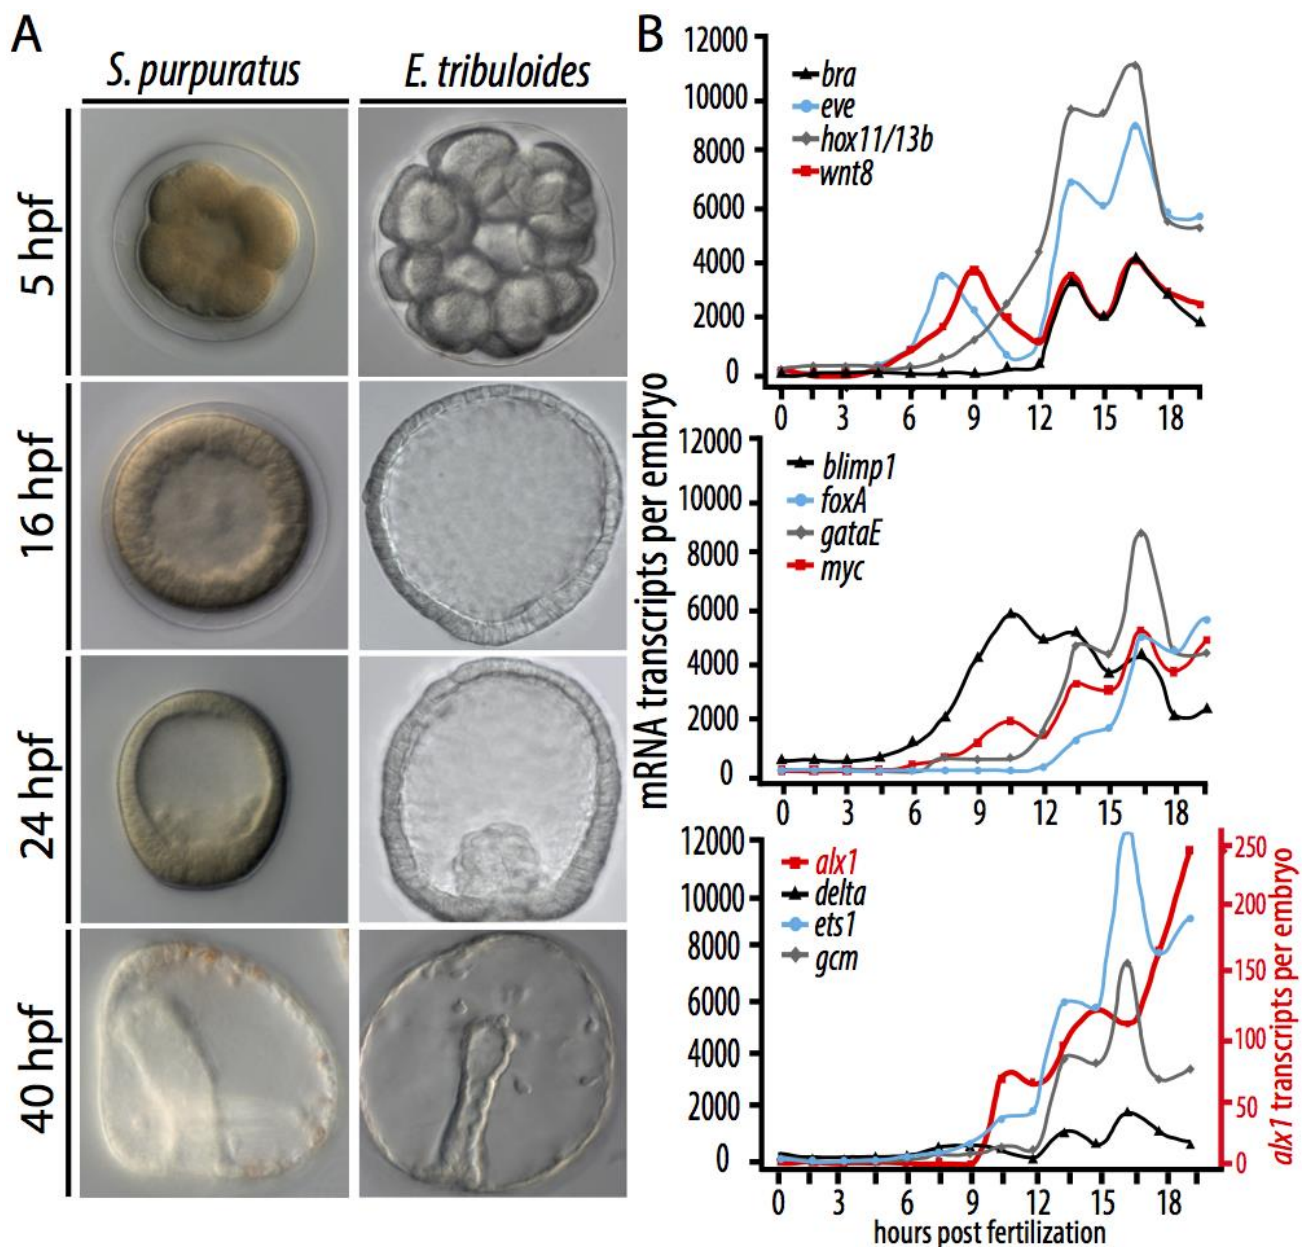 A
S. purpuratus
E. tribuloides
5 hpf
16 hpf
24 hpf
40 hpf
B
mRNA transcripts per embryo
12000
10000
8000
6000
4000
2000
0
bra
eve
hox11/13b
wnt8
0 3 6 9 12 15 18
12000
10000
8000
6000
4000
2000
0
blimp1
foxA
gataE
myc
0 3 6 9 12 15 18
12000
10000
8000
6000
4000
2000
0
alx1
delta
ets1
gcm
250
200
150
100
50
0
alx1 transcripts per embryo
0 3 6 9 12 15 18
hours post fertilization